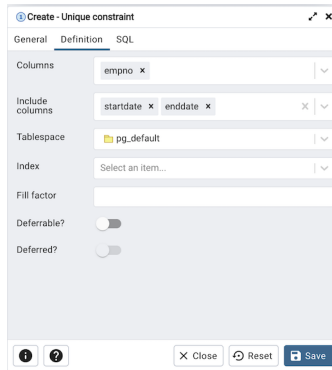 Create - Unique constraint
General Definition SQL
Columns
empno ×
Include
columns
startdate × enddate ×
Tablespace
pg_default
Index
Select an item...
Fill factor
Deferrable?
Deferred?
Close Reset Save